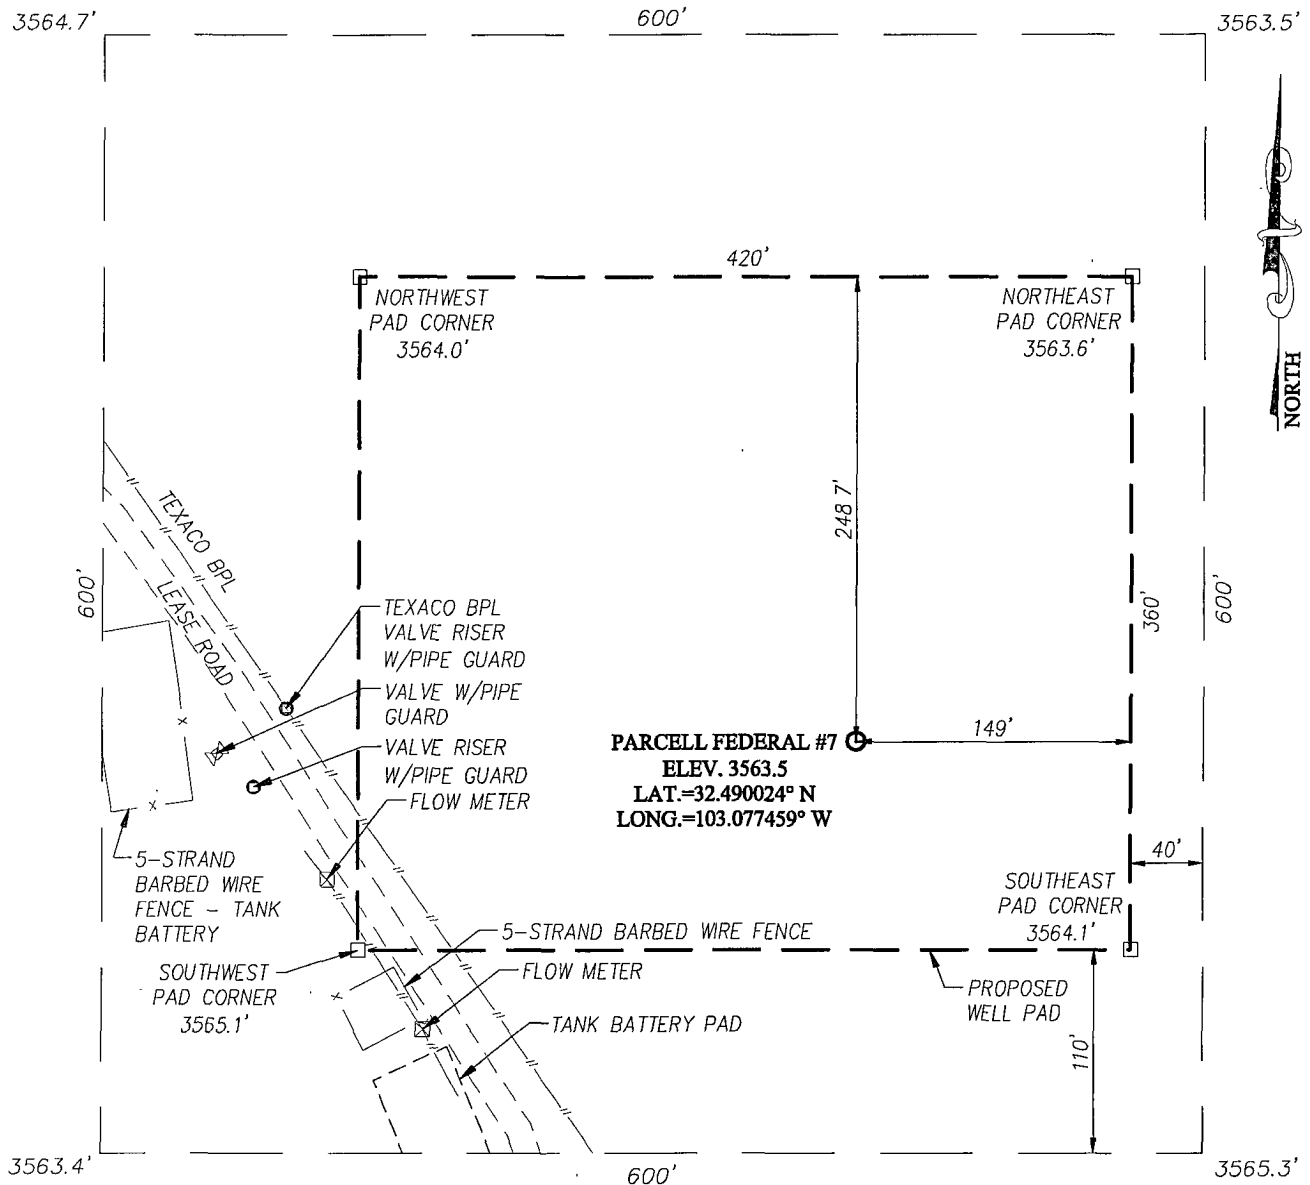 3564.7'
600'
3563.5'
NORTH
420'
NORTHWEST
PAD CORNER
3564.0'
NORTHEAST
PAD CORNER
3563.6'
248 7'
TEXACO BPL
LEASE ROAD
600'
360'
600'
TEXACO BPL
VALVE RISER
W/PIPE GUARD
VALVE W/PIPE
GUARD
VALVE RISER
W/PIPE GUARD
FLOW METER
PARCELL FEDERAL #7
ELEV. 3563.5
LAT.=32.490024° N
LONG.=103.077459° W
149'
40'
5-STRAND
BARBED WIRE
FENCE - TANK
BATTERY
SOUTHEAST
PAD CORNER
3564.1'
5-STRAND BARBED WIRE FENCE
SOUTHWEST
PAD CORNER
3565.1'
FLOW METER
TANK BATTERY PAD
PROPOSED
WELL PAD
110'
3563.4'
600'
3565.3'